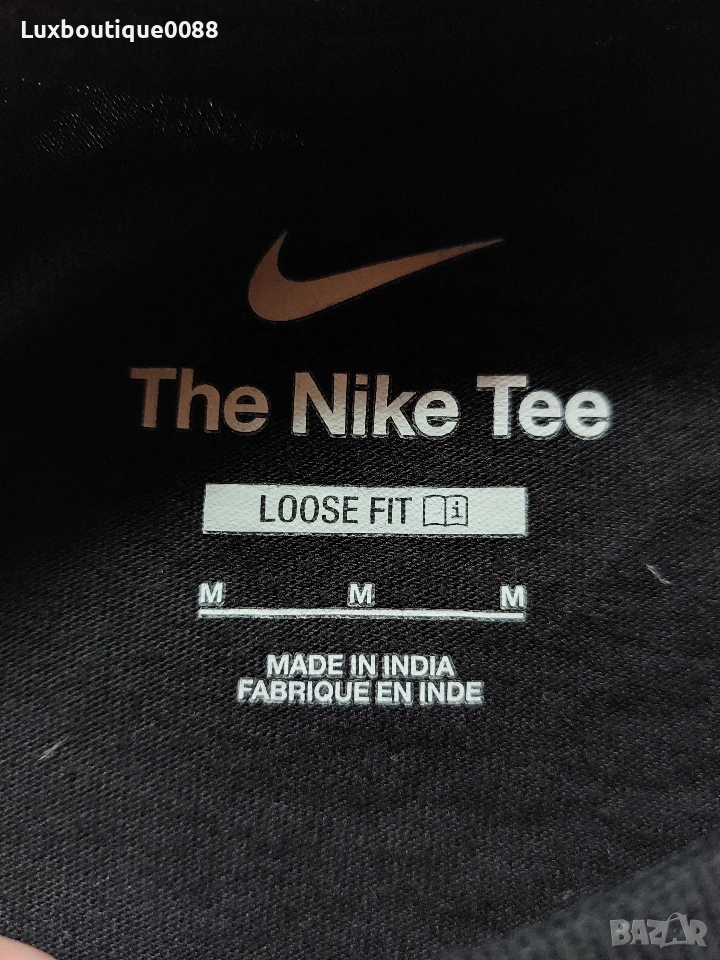 Luxboutique0088
The Nike Tee
LOOSE FIT
M M M
MADE IN INDIA
FABRIQUE EN INDE
BAZAR